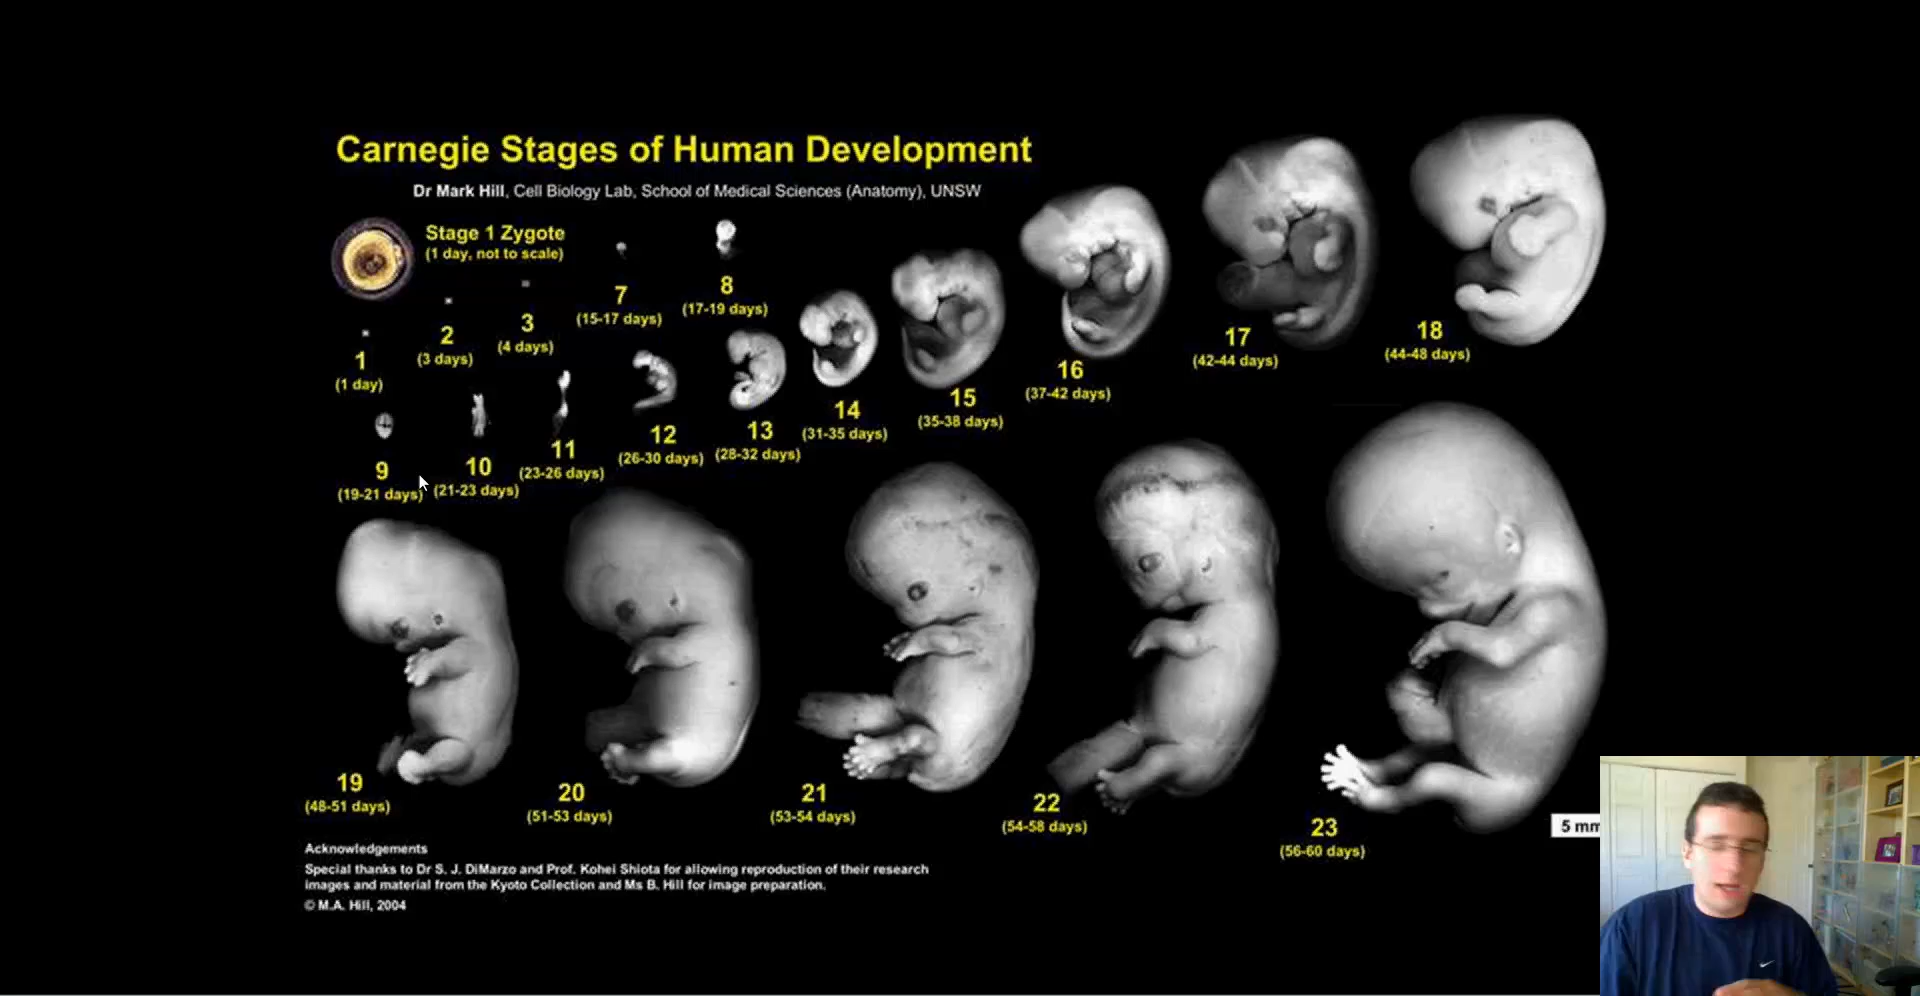 Carnegie Stages of Human Development
Dr Mark Hill, Cell Biology Lab, School of Medical Sciences (Anatomy), UNSW
Stage 1 Zygote
(1 day, not to scale)
1
(1 day)
2
(3 days)
3
(4 days)
7
(15-17 days)
8
(17-19 days)
9
(19-21 days)
10
(21-23 days)
11
(23-26 days)
12
(26-30 days)
13
(28-32 days)
14
(31-35 days)
15
(35-38 days)
16
(37-42 days)
17
(42-44 days)
18
(44-48 days)
19
(48-51 days)
20
(51-53 days)
21
(53-54 days)
22
(54-58 days)
23
(56-60 days)
5 mm
Acknowledgements
Special thanks to Dr S. J. DiMarzo and Prof. Kohei Shiota for allowing reproduction of their research
images and material from the Kyoto Collection and Ms B. Hill for image preparation.
© M.A. Hill, 2004